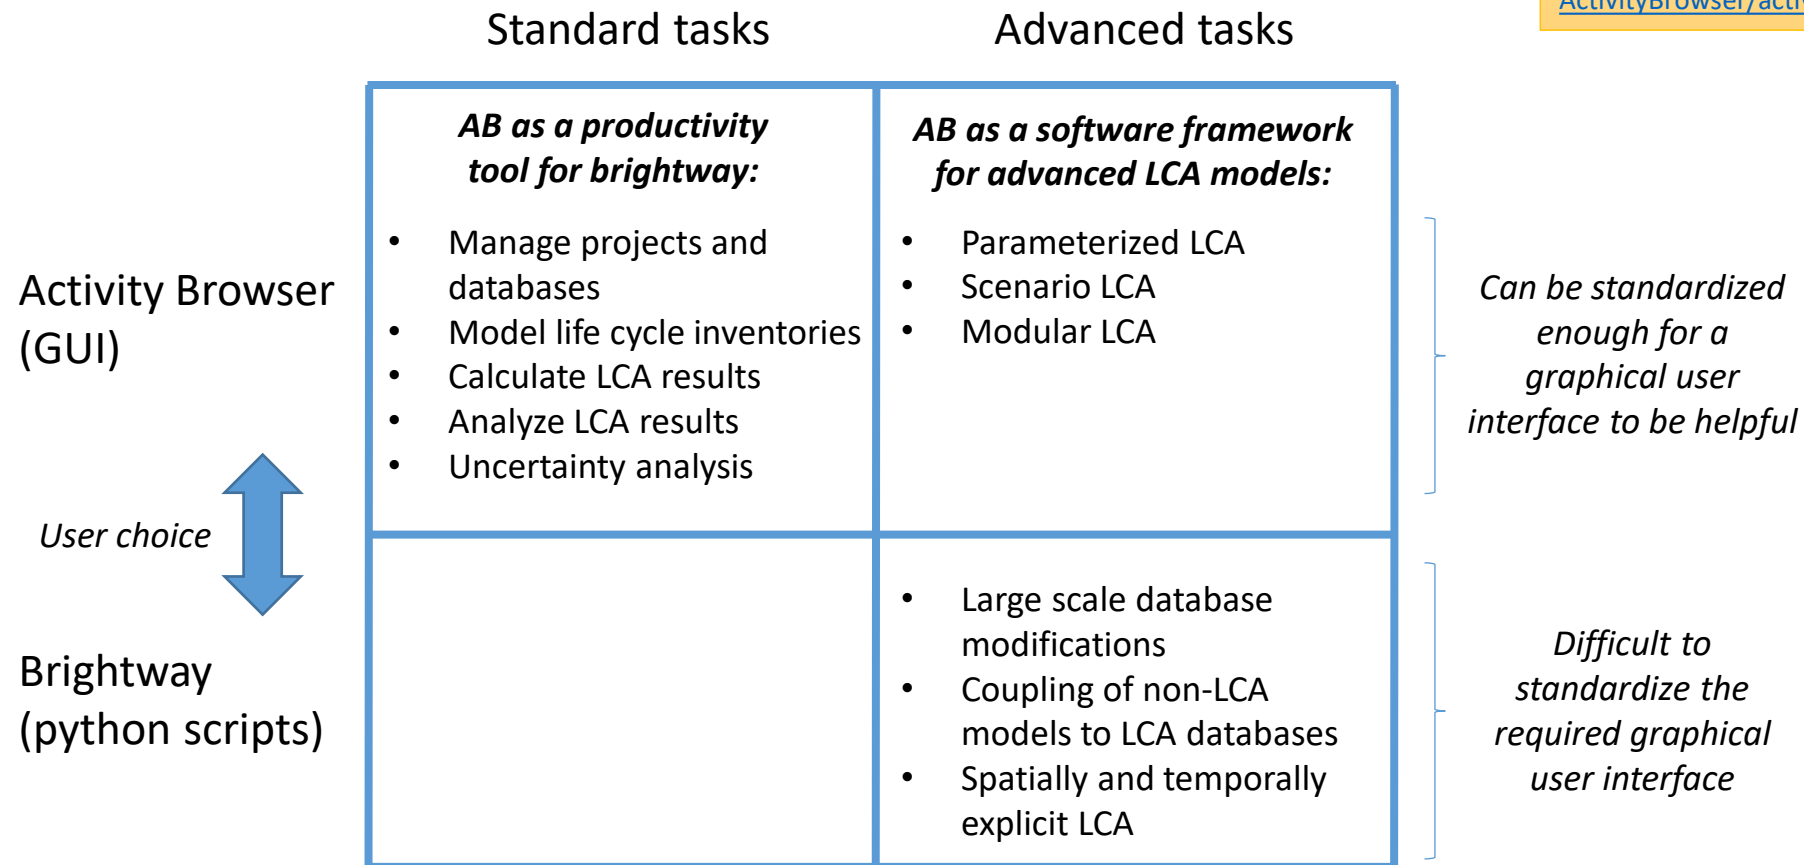 ActivityBrowser/activ
Standard tasks
Advanced tasks
AB as a productivity
tool for brightway:
• Manage projects and
databases
• Model life cycle inventories
• Calculate LCA results
• Analyze LCA results
• Uncertainty analysis
AB as a software framework
for advanced LCA models:
• Parameterized LCA
• Scenario LCA
• Modular LCA
Activity Browser
(GUI)
Can be standardized
enough for a
graphical user
interface to be helpful
User choice
Brightway
(python scripts)
• Large scale database
modifications
• Coupling of non-LCA
models to LCA databases
• Spatially and temporally
explicit LCA
Difficult to
standardize the
required graphical
user interface